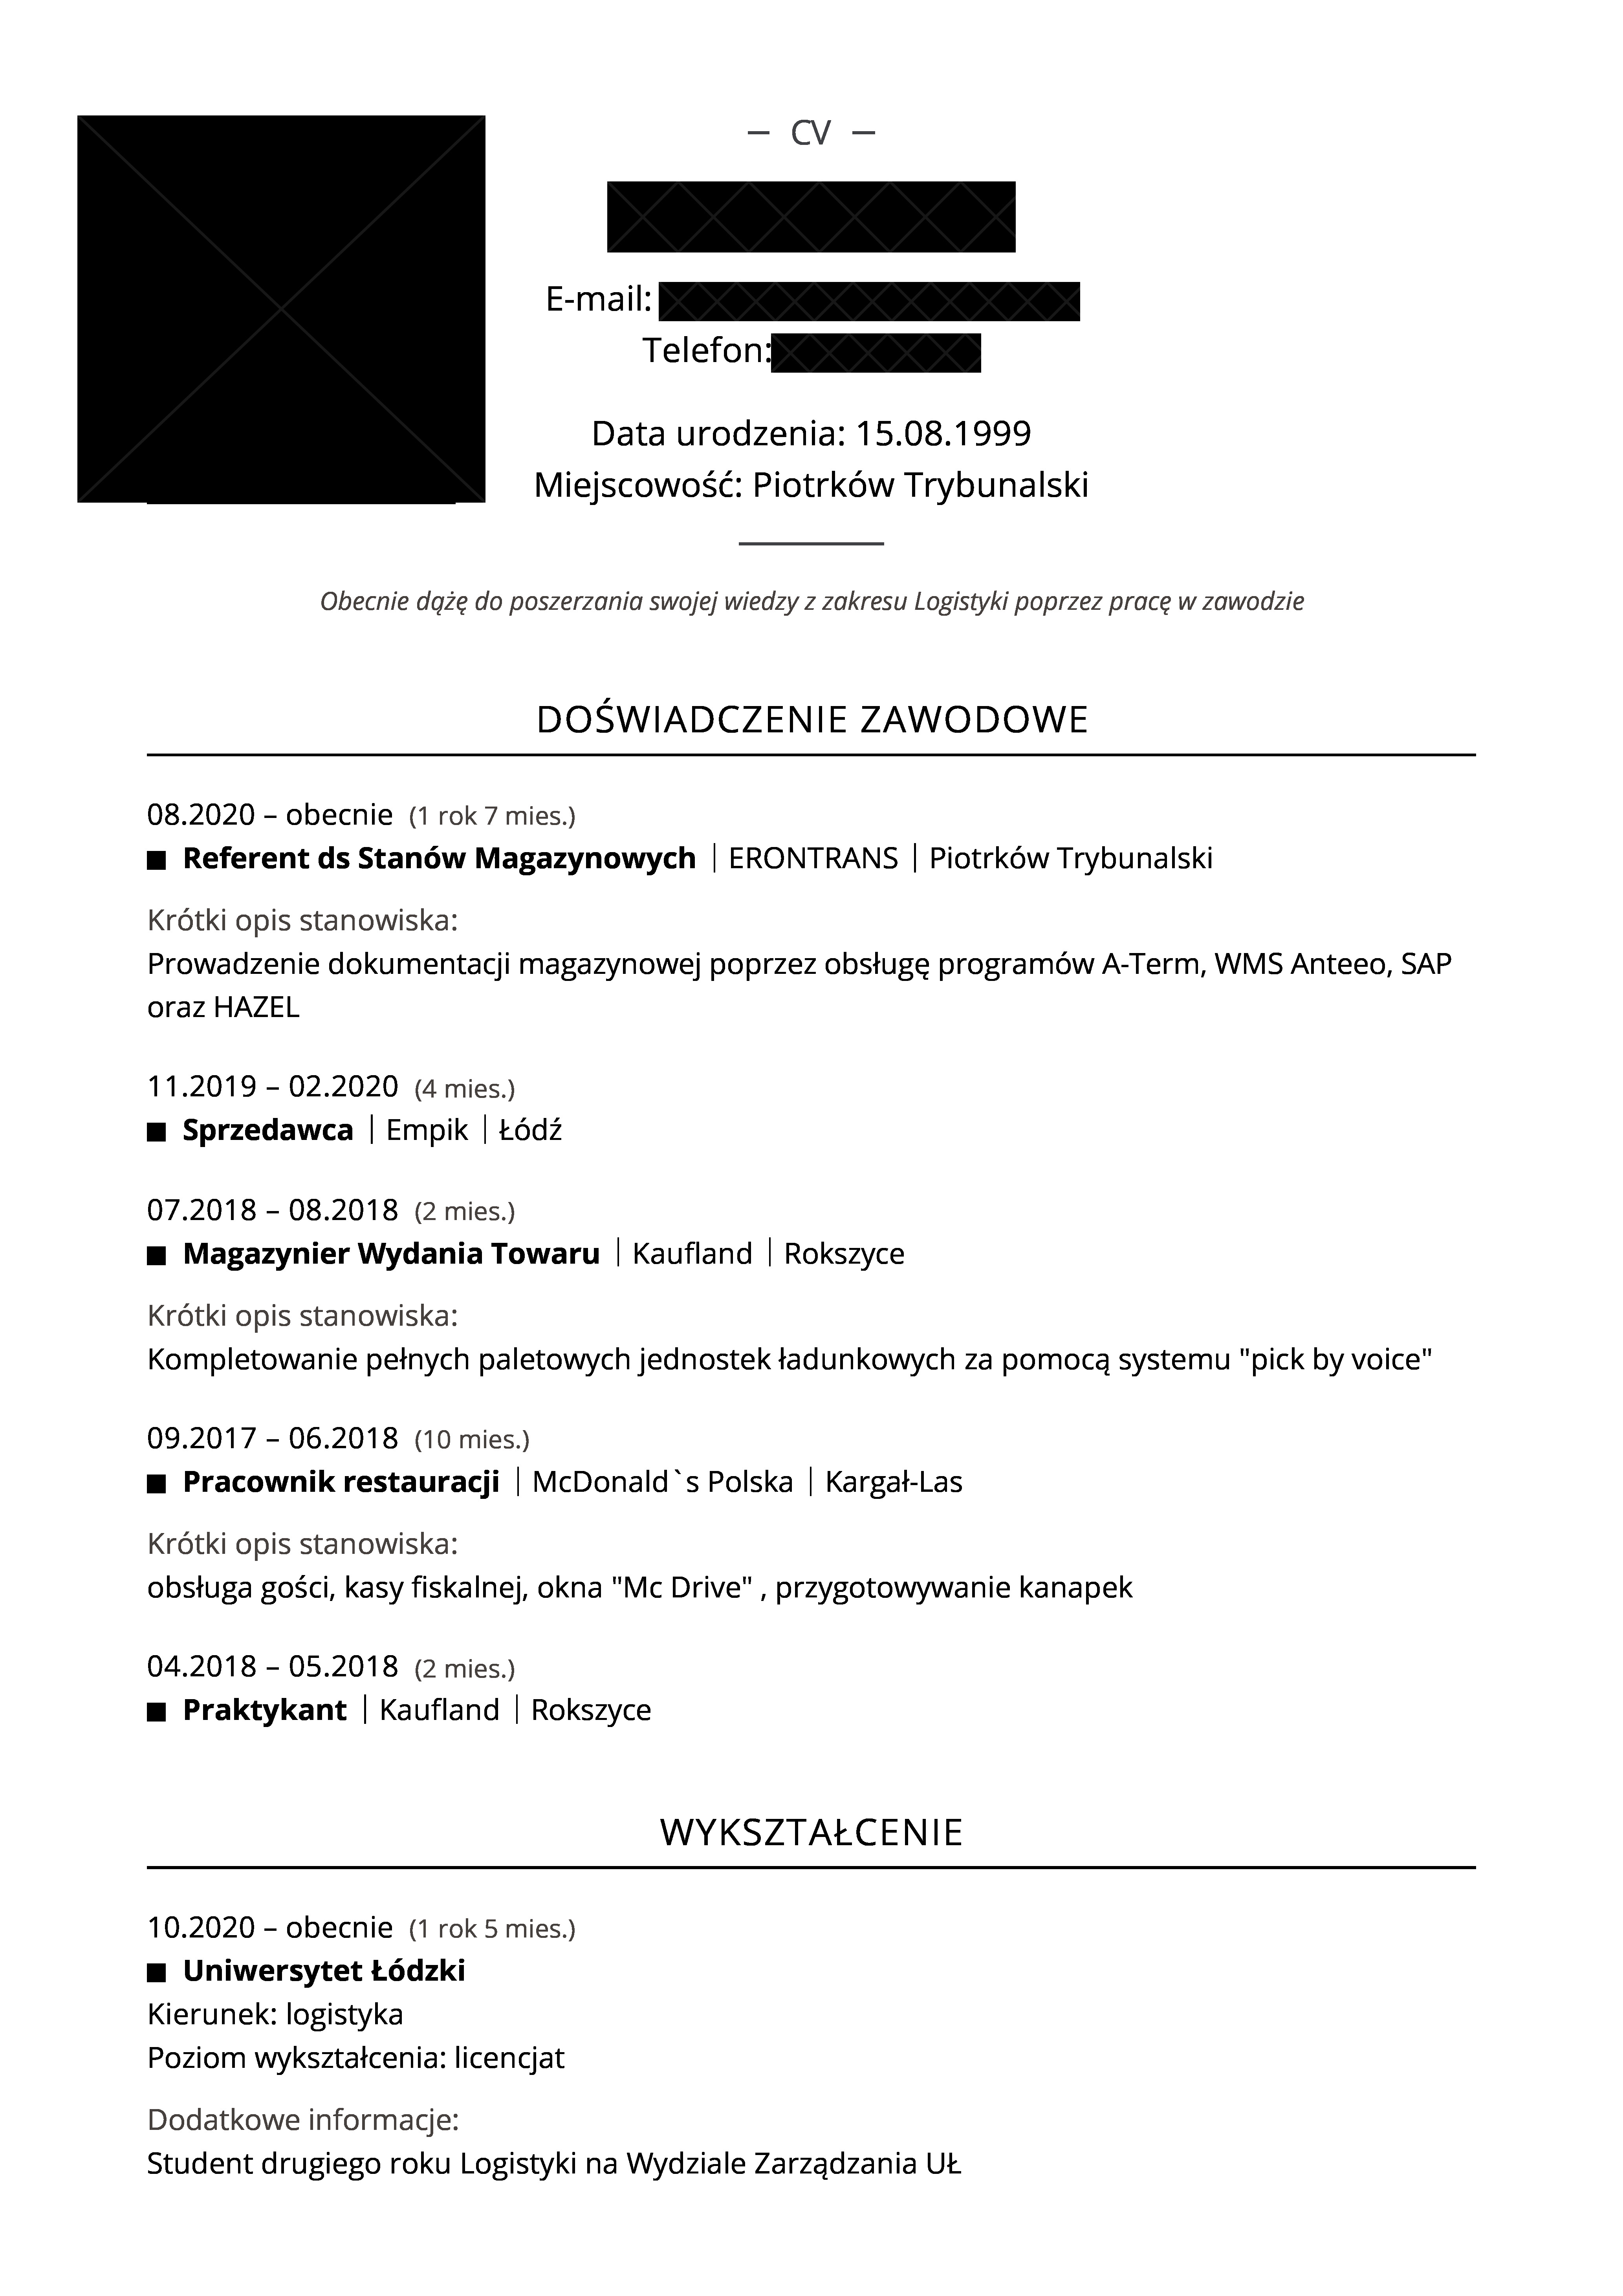 – CV –
E-mail:
Telefon:
Data urodzenia: 15.08.1999
Miejscowość: Piotrków Trybunalski
Obecnie dążę do poszerzania swojej wiedzy z zakresu Logistyki poprzez pracę w zawodzie
DOŚWIADCZENIE ZAWODOWE
08.2020 – obecnie (1 rok 7 mies.)
■ Referent ds Stanów Magazynowych | ERONTRANS | Piotrków Trybunalski
Krótki opis stanowiska:
Prowadzenie dokumentacji magazynowej poprzez obsługę programów A-Term, WMS Anteeo, SAP
oraz HAZEL
11.2019 – 02.2020 (4 mies.)
■ Sprzedawca | Empik | Łódź
07.2018 – 08.2018 (2 mies.)
■ Magazynier Wydania Towaru | Kaufland | Rokszyce
Krótki opis stanowiska:
Kompletowanie pełnych paletowych jednostek ładunkowych za pomocą systemu "pick by voice"
09.2017 – 06.2018 (10 mies.)
■ Pracownik restauracji | McDonald`s Polska | Kargał-Las
Krótki opis stanowiska:
obsługa gości, kasy fiskalnej, okna "Mc Drive" , przygotowywanie kanapek
04.2018 – 05.2018 (2 mies.)
■ Praktykant | Kaufland | Rokszyce
WYKSZTAŁCENIE
10.2020 – obecnie (1 rok 5 mies.)
■ Uniwersytet Łódzki
Kierunek: logistyka
Poziom wykształcenia: licencjat
Dodatkowe informacje:
Student drugiego roku Logistyki na Wydziale Zarządzania UŁ